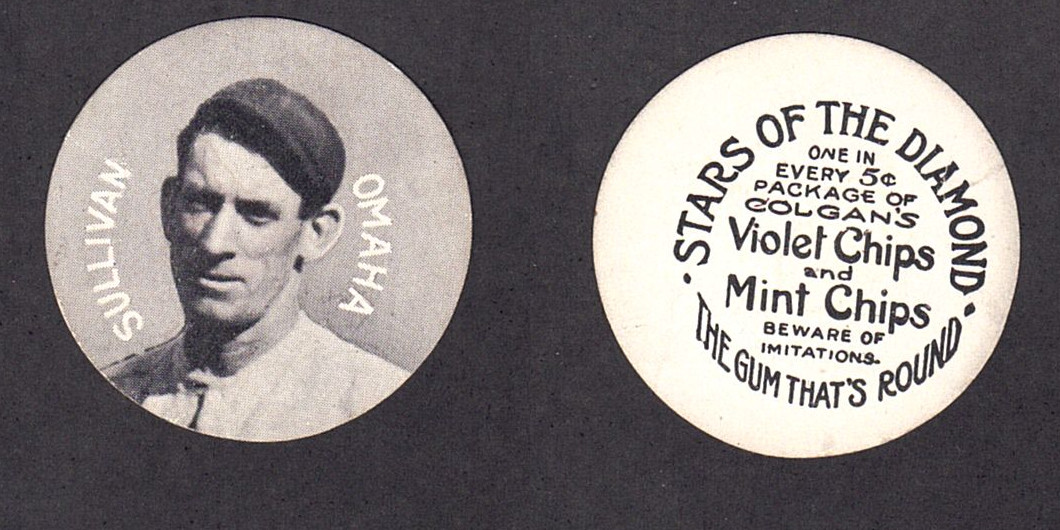 SULLIVAN
OMAHA
• STARS OF THE DIAMOND •
ONE IN
EVERY 5¢
PACKAGE OF
COLGAN'S
Violet Chips
and
Mint Chips
BEWARE OF
IMITATIONS.
THE GUM THAT'S ROUND